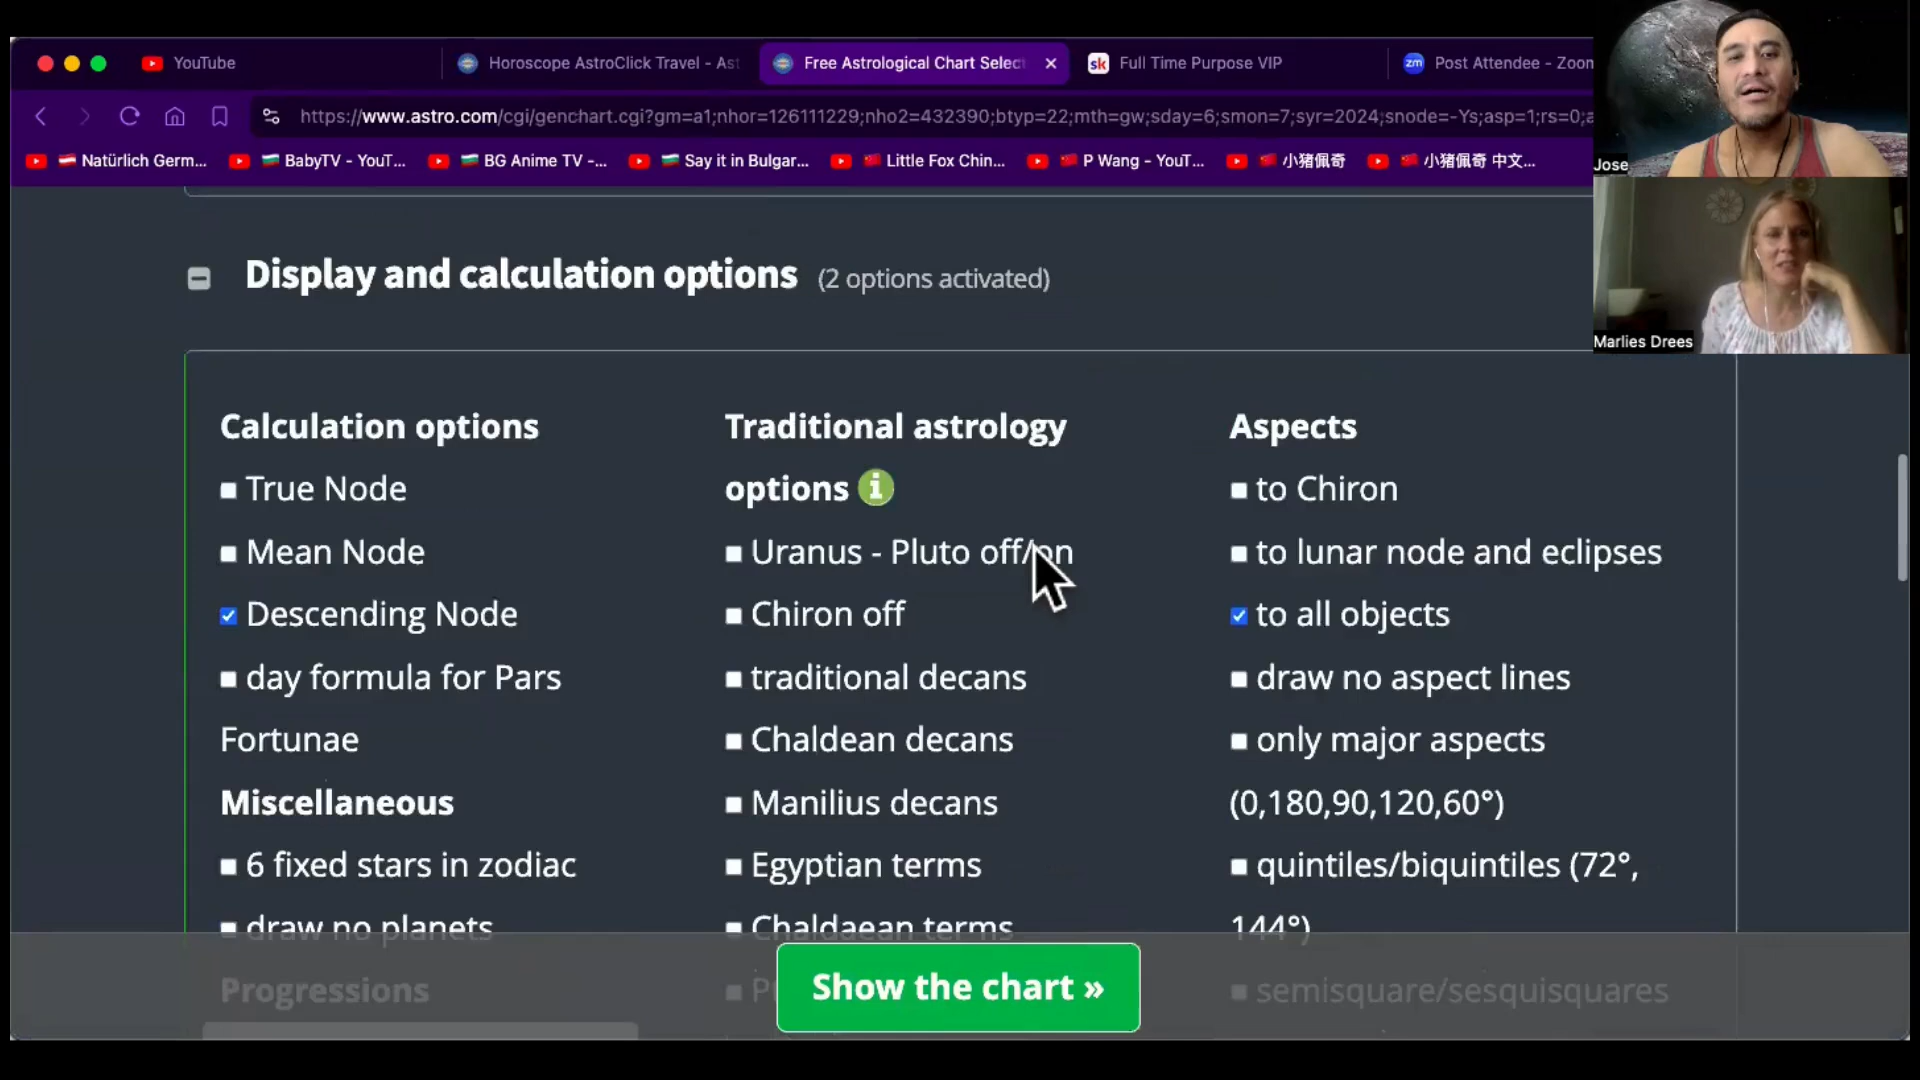 YouTube
Horoscope AstroClick Travel - Ast
Free Astrological Chart Select
sk Full Time Purpose VIP
zm Post Attendee - Zoom
https://www.astro.com/cgi/genchart.cgi?gm=a1;nhor=126111229;nho2=432390;btyp=22;mth=gw;sday=6;smon=7;syr=2024;snode=-Ys;asp=1;rs=0;a
Natürlich Germ...
BabyTV - YouT...
BG Anime TV -...
Say it in Bulgar...
Little Fox Chin...
P Wang - YouT...
小猪佩奇
小猪佩奇 中文...
Jose
Marlies Drees
Display and calculation options (2 options activated)
Calculation options
True Node
Mean Node
Descending Node
day formula for Pars
Fortunae
Miscellaneous
6 fixed stars in zodiac
draw no planets
Progressions
Traditional astrology
options
Uranus - Pluto off/on
Chiron off
traditional decans
Chaldean decans
Manilius decans
Egyptian terms
Chaldaean terms
Aspects
to Chiron
to lunar node and eclipses
to all objects
draw no aspect lines
only major aspects
(0,180,90,120,60°)
quintiles/biquintiles (72°,
144°)
semisquare/sesquisquares
Show the chart »